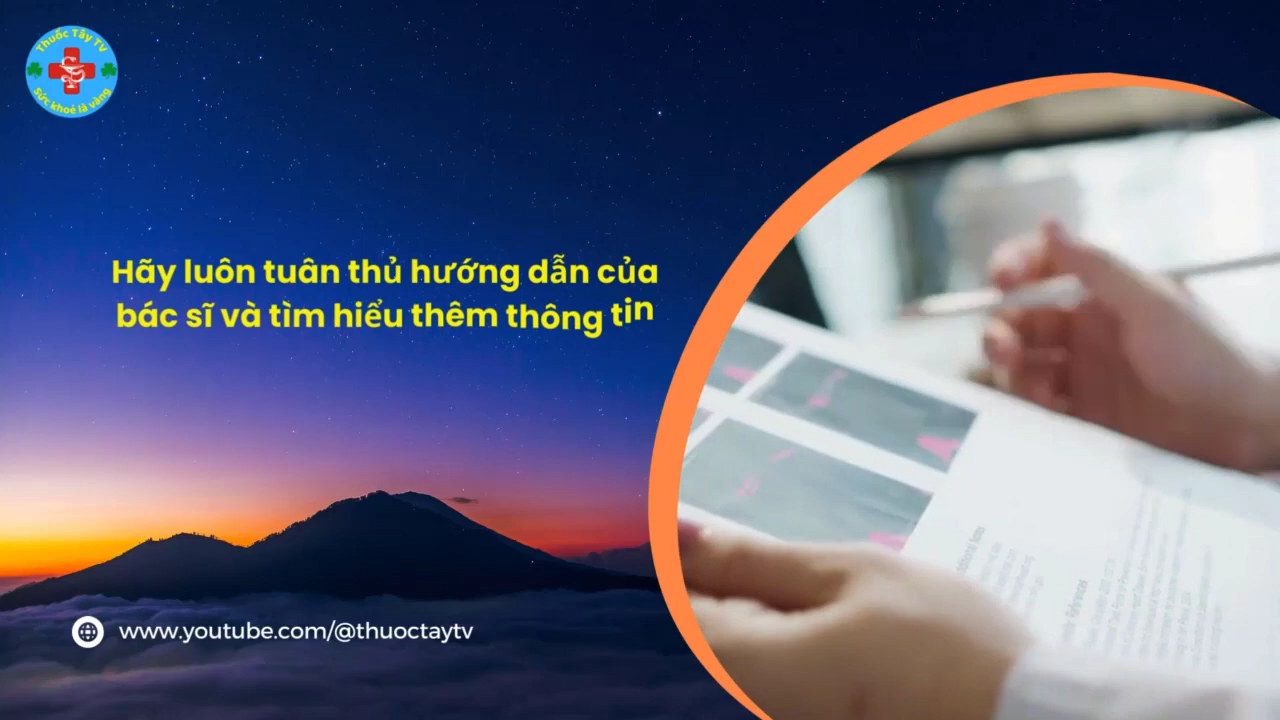 Thuốc Tây TV
Sức khoẻ là vàng
Hãy luôn tuân thủ hướng dẫn của
bác sĩ và tìm hiểu thêm thông tin
www.youtube.com/@thuoctaytv